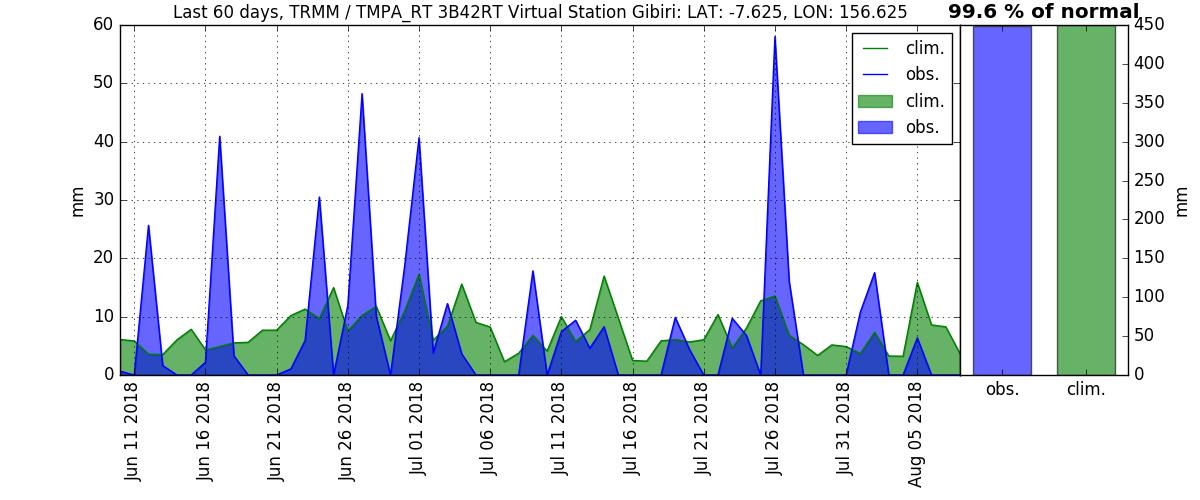 Last 60 days, TRMM / TMPA_RT 3B42RT Virtual Station Gibiri: LAT: -7.625, LON: 156.625
99.6 % of normal
60
50
40
30
20
10
0
mm
clim.
obs.
clim.
obs.
450
400
350
300
250
200
150
100
50
0
mm
obs.
clim.
Jun 11 2018
Jun 16 2018
Jun 21 2018
Jun 26 2018
Jul 01 2018
Jul 06 2018
Jul 11 2018
Jul 16 2018
Jul 21 2018
Jul 26 2018
Jul 31 2018
Aug 05 2018